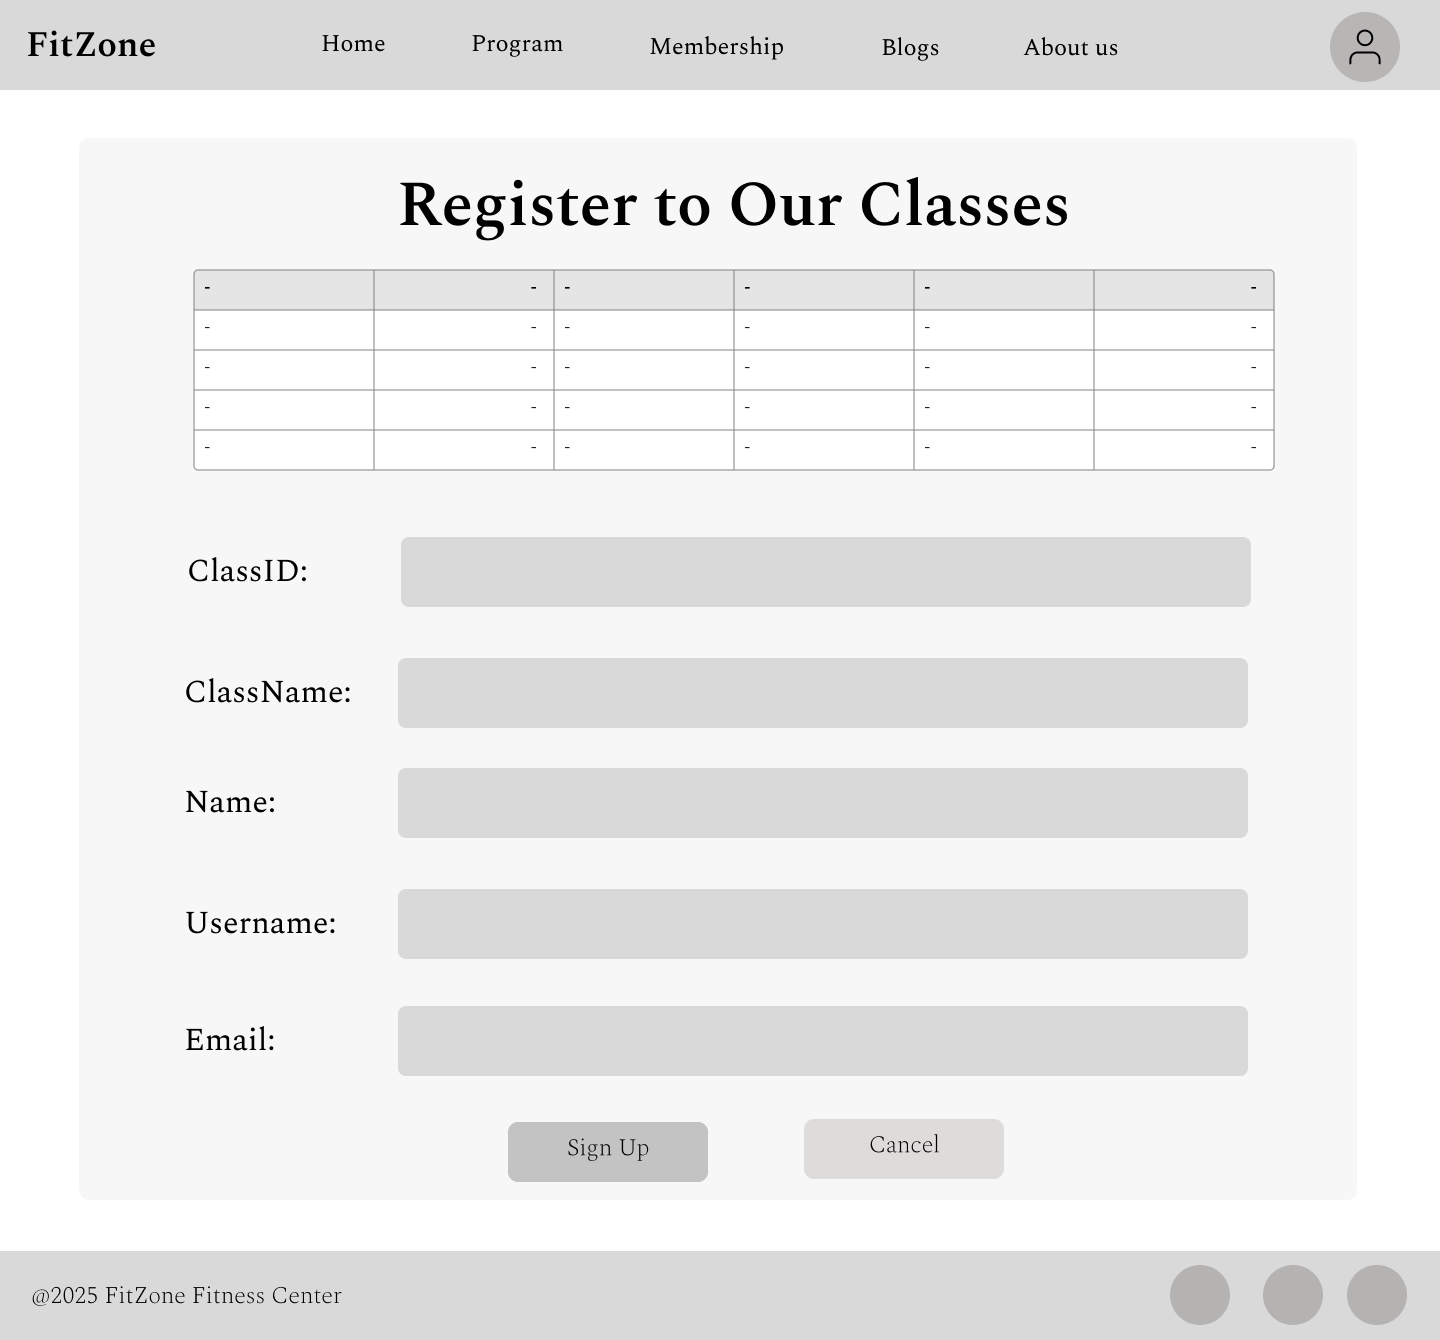 FitZone Home Program Membership Blogs About us
Register to Our Classes
- - - - - -
- - - - - -
- - - - - -
- - - - - -
- - - - - -
ClassID:
ClassName:
Name:
Username:
Email:
Sign Up Cancel
@2025 FitZone Fitness Center